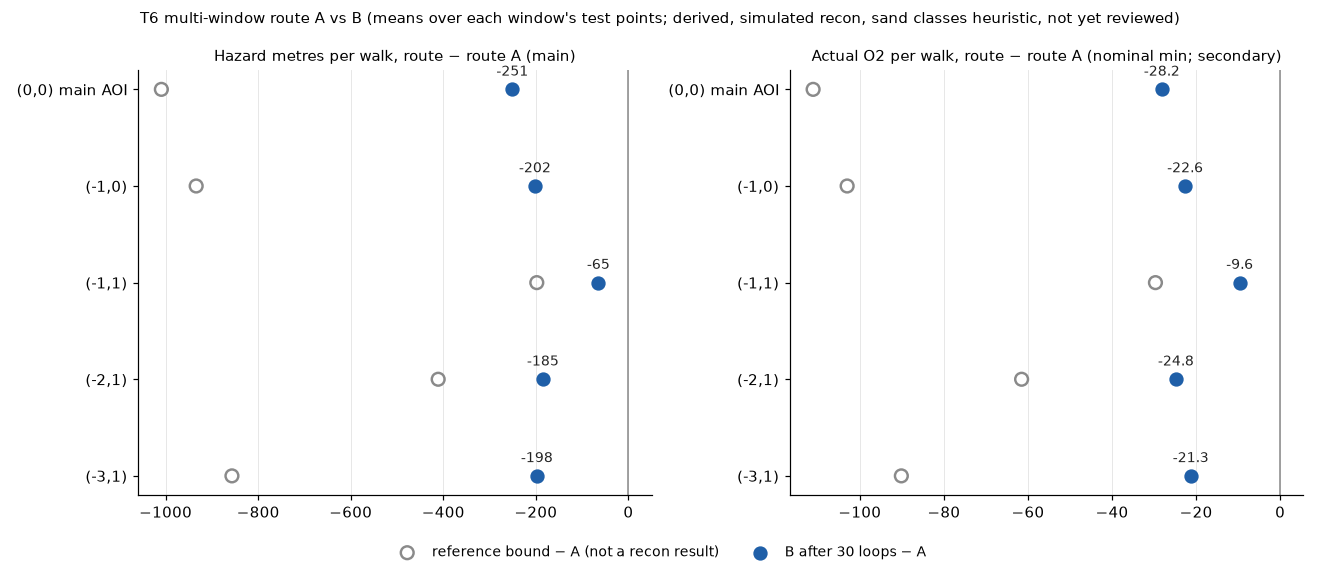 T6 multi-window route A vs B (means over each window's test points; derived, simulated recon, sand classes heuristic, not yet reviewed)
Hazard metres per walk, route − route A (main)
(0,0) main AOI
(-1,0)
(-1,1)
(-2,1)
(-3,1)
-251
-202
-65
-185
-198
−1000 −800 −600 −400 −200 0
Actual O2 per walk, route − route A (nominal min; secondary)
(0,0) main AOI
(-1,0)
(-1,1)
(-2,1)
(-3,1)
-28.2
-22.6
-9.6
-24.8
-21.3
−100 −80 −60 −40 −20 0
reference bound − A (not a recon result)
B after 30 loops − A